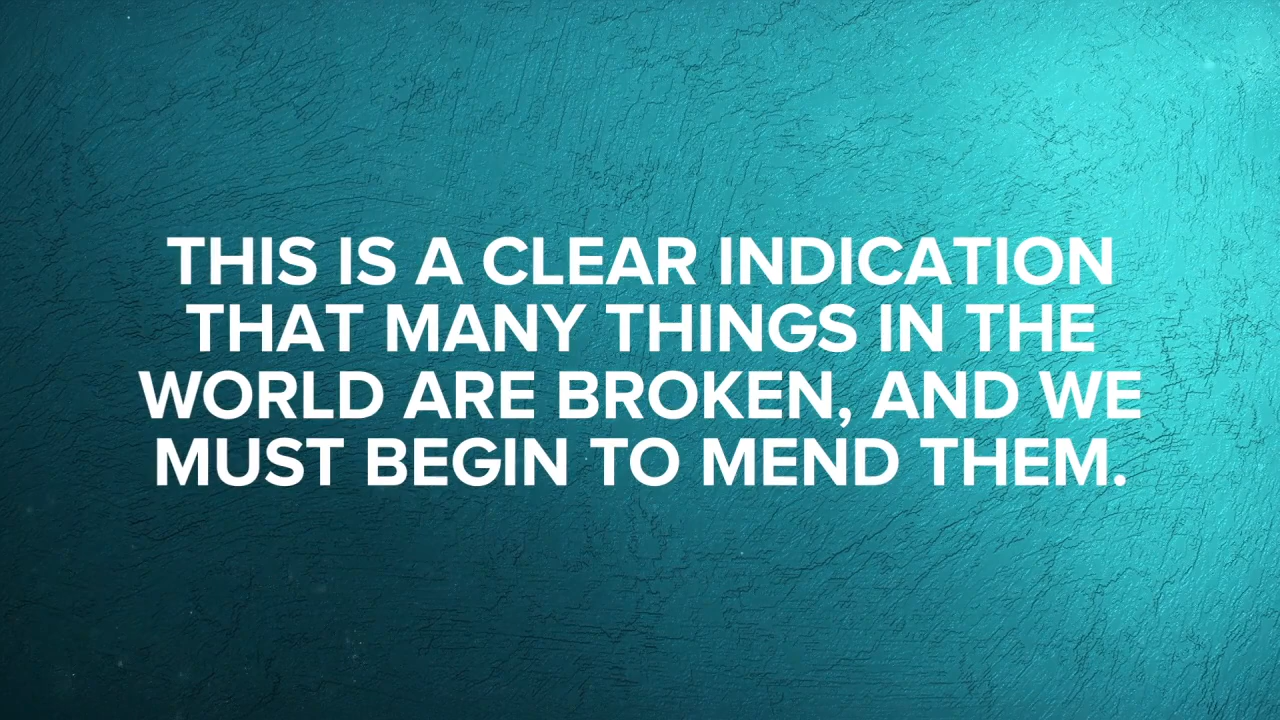 THIS IS A CLEAR INDICATION
THAT MANY THINGS IN THE
WORLD ARE BROKEN, AND WE
MUST BEGIN TO MEND THEM.